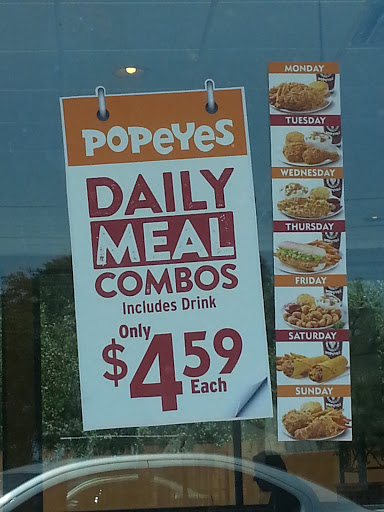 POPEYES
DAILY
MEAL
COMBOS
Includes Drink
Only
$4.59
Each
MONDAY
TUESDAY
WEDNESDAY
THURSDAY
FRIDAY
SATURDAY
SUNDAY